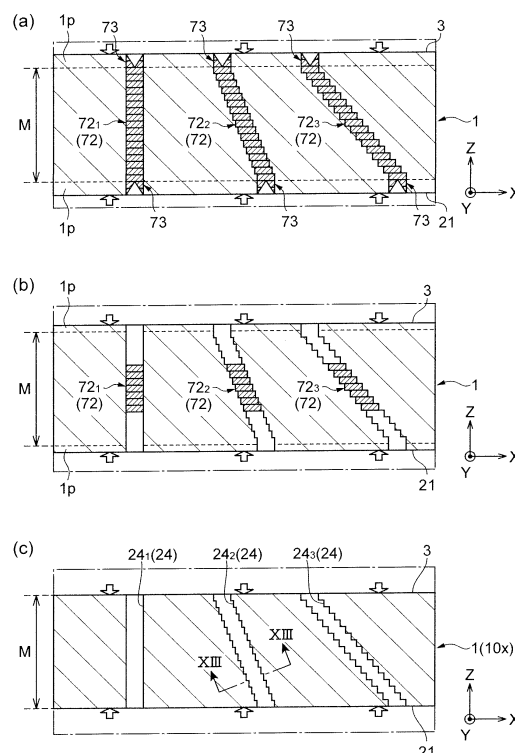 (a)
1p 73 73 73 3
M 72₁ (72) 72₂ (72) 72₃ (72) 1
Z
X
Y
1p 73 73 73 21
(b)
1p 3
M 72₁ (72) 72₂ (72) 72₃ (72) 1
Z
X
Y
1p 21
(c)
24₁(24) 24₂(24) 24₃(24) 3
M XIII XIII 1(10x)
Z
X
Y
21